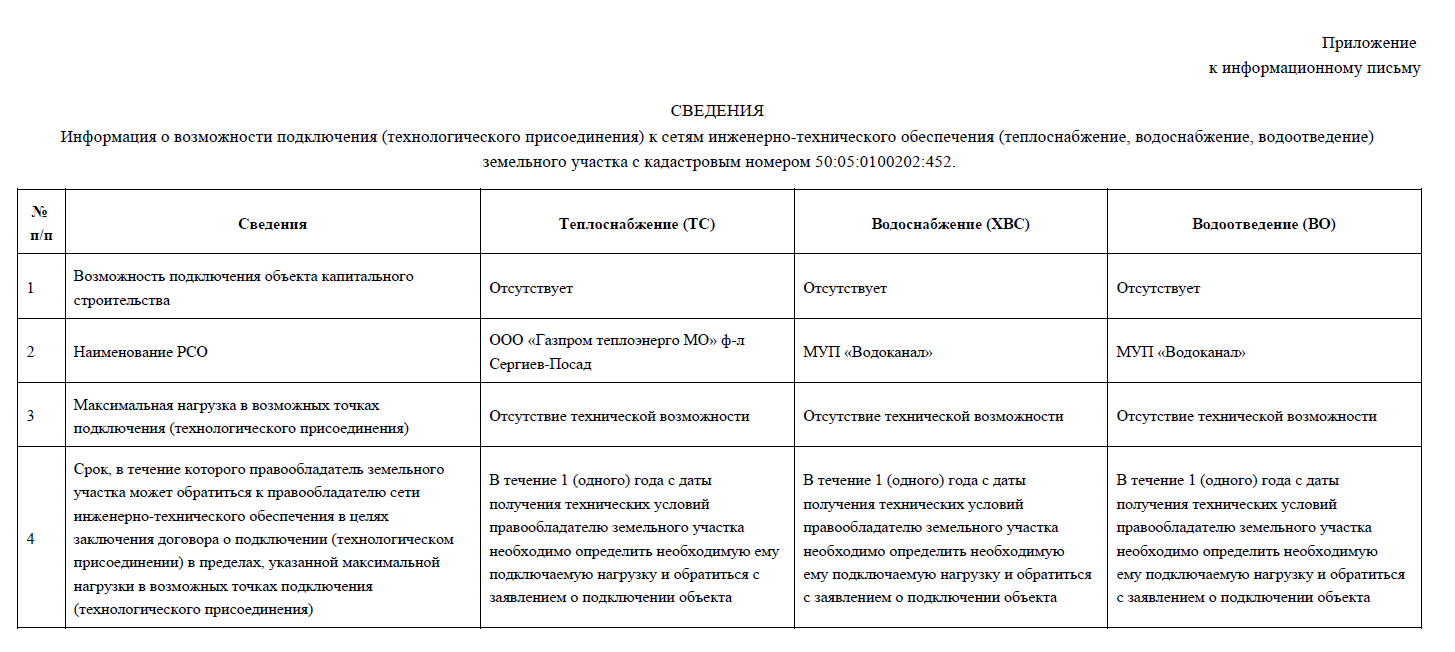 Приложение
к информационному письму
СВЕДЕНИЯ
Информация о возможности подключения (технологического присоединения) к сетям инженерно-технического обеспечения (теплоснабжение, водоснабжение, водоотведение)
земельного участка с кадастровым номером 50:05:0100202:452.
№
п/п
Сведения
Теплоснабжение (ТС)
Водоснабжение (ХВС)
Водоотведение (ВО)
1
Возможность подключения объекта капитального
строительства
Отсутствует
Отсутствует
Отсутствует
2
Наименование РСО
ООО «Газпром теплоэнерго МО» ф-л
Сергиев-Посад
МУП «Водоканал»
МУП «Водоканал»
3
Максимальная нагрузка в возможных точках
подключения (технологического присоединения)
Отсутствие технической возможности
Отсутствие технической возможности
Отсутствие технической возможности
4
Срок, в течение которого правообладатель земельного
участка может обратиться к правообладателю сети
инженерно-технического обеспечения в целях
заключения договора о подключении (технологическом
присоединении) в пределах, указанной максимальной
нагрузки в возможных точках подключения
(технологического присоединения)
В течение 1 (одного) года с даты
получения технических условий
правообладателю земельного участка
необходимо определить необходимую ему
подключаемую нагрузку и обратиться с
заявлением о подключении объекта
В течение 1 (одного) года с даты
получения технических условий
правообладателю земельного участка
необходимо определить необходимую
ему подключаемую нагрузку и обратиться
с заявлением о подключении объекта
В течение 1 (одного) года с даты
получения технических условий
правообладателю земельного участка
необходимо определить необходимую
ему подключаемую нагрузку и обратиться
с заявлением о подключении объекта